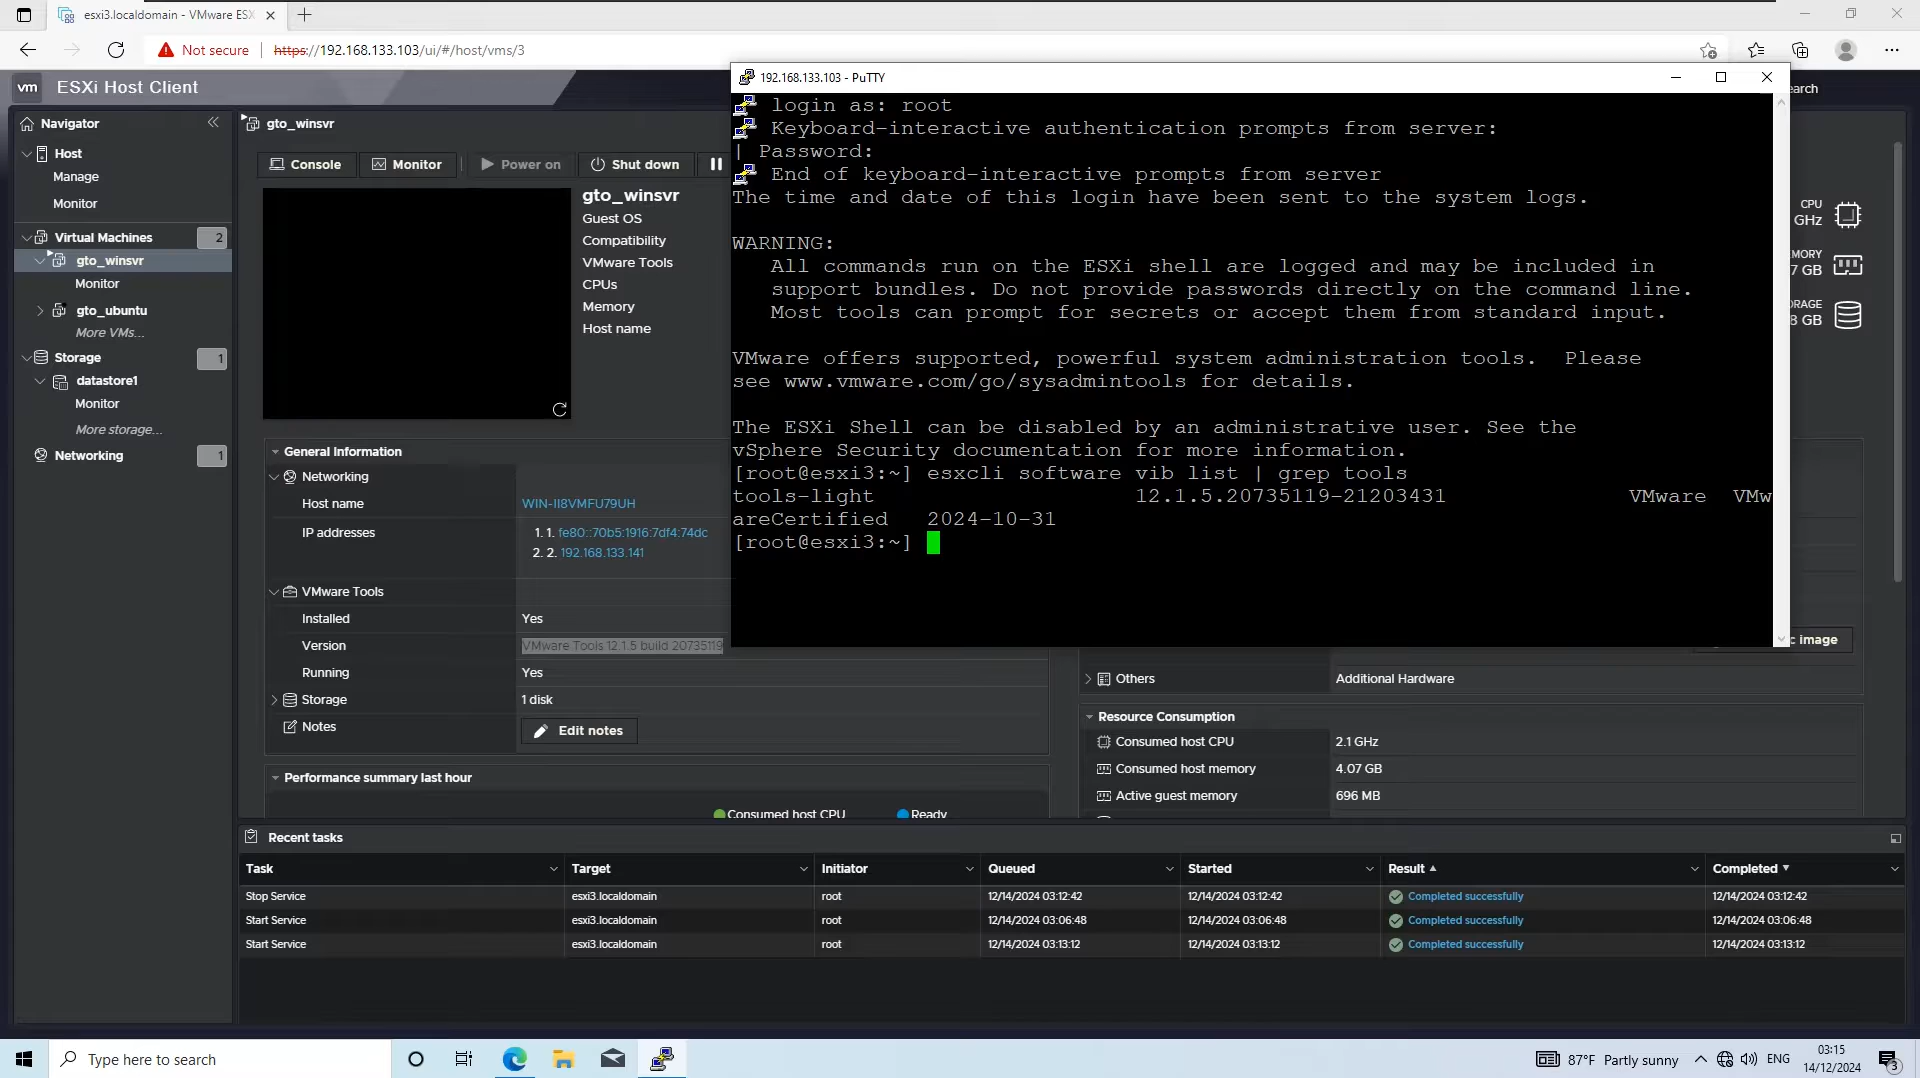 esxi3.localdomain - VMware ESX
Not secure
https://192.168.133.103/ui/#/host/vms/3
vm
ESXi Host Client
Navigator
Host
Manage
Monitor
Virtual Machines
2
gto_winsvr
Monitor
gto_ubuntu
More VMs...
Storage
1
datastore1
Monitor
More storage...
Networking
1
gto_winsvr
Console
Monitor
Power on
Shut down
gto_winsvr
Guest OS
Compatibility
VMware Tools
CPUs
Memory
Host name
General Information
Networking
Host name
WIN-II8VMFU79UH
IP addresses
1. 1. fe80::70b5:1916:7df4:74dc
2. 2. 192.168.133.141
VMware Tools
Installed
Yes
Version
VMware Tools 12.1.5 build 20735119
Running
Yes
Storage
1 disk
Notes
Edit notes
Performance summary last hour
Consumed host CPU
Ready
192.168.133.103 - PuTTY
login as: root
Keyboard-interactive authentication prompts from server:
| Password:
End of keyboard-interactive prompts from server
The time and date of this login have been sent to the system logs.
WARNING:
All commands run on the ESXi shell are logged and may be included in
support bundles. Do not provide passwords directly on the command line.
Most tools can prompt for secrets or accept them from standard input.
VMware offers supported, powerful system administration tools.  Please
see www.vmware.com/go/sysadmintools for details.
The ESXi Shell can be disabled by an administrative user. See the
vSphere Security documentation for more information.
[root@esxi3:~] esxcli software vib list | grep tools
tools-light 12.1.5.20735119-21203431 VMware VMw
areCertified 2024-10-31
[root@esxi3:~]
earch
CPU
GHz
MORY
7 GB
RAGE
8 GB
c image
Others
Additional Hardware
Resource Consumption
Consumed host CPU
2.1 GHz
Consumed host memory
4.07 GB
Active guest memory
696 MB
Recent tasks
Task Target Initiator Queued Started Result Completed
Stop Service esxi3.localdomain root 12/14/2024 03:12:42 12/14/2024 03:12:42 Completed successfully 12/14/2024 03:12:42
Start Service esxi3.localdomain root 12/14/2024 03:06:48 12/14/2024 03:06:48 Completed successfully 12/14/2024 03:06:48
Start Service esxi3.localdomain root 12/14/2024 03:13:12 12/14/2024 03:13:12 Completed successfully 12/14/2024 03:13:12
Type here to search
87°F Partly sunny
ENG
03:15
14/12/2024
3